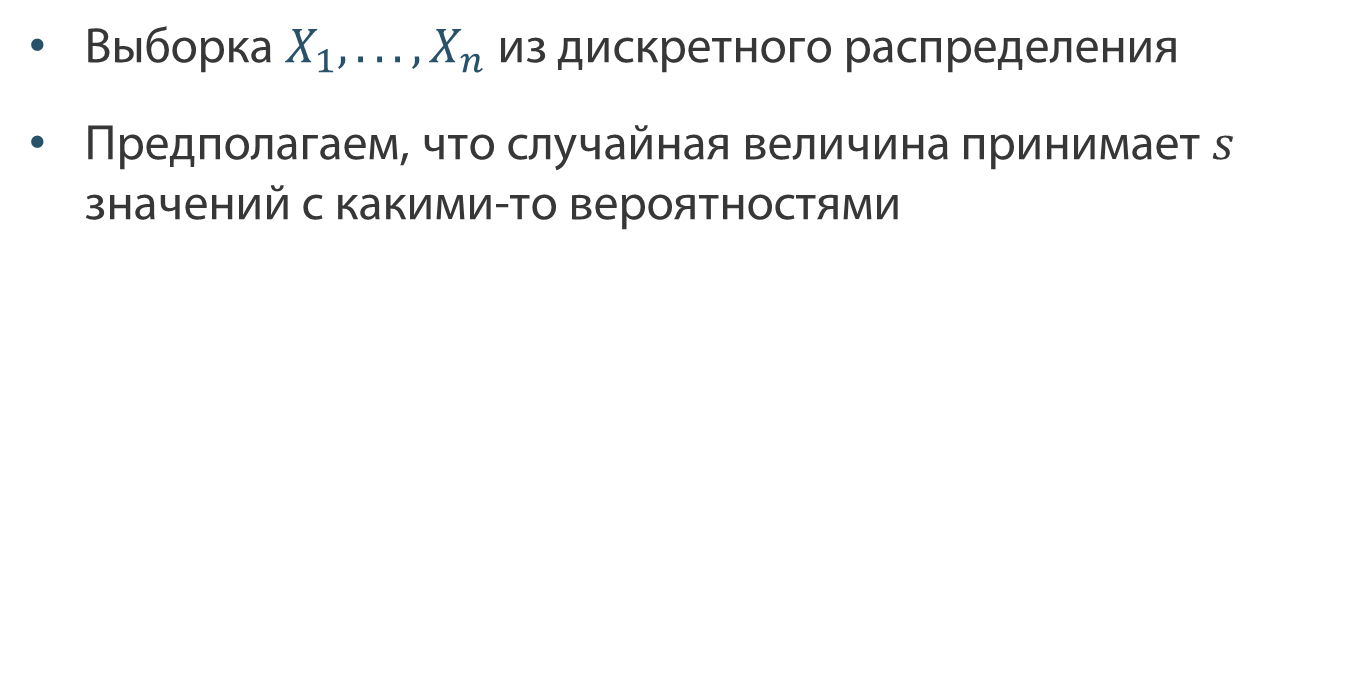 • Выборка X₁, . . . , Xₙ из дискретного распределения
• Предполагаем, что случайная величина принимает s
значений с какими-то вероятностями